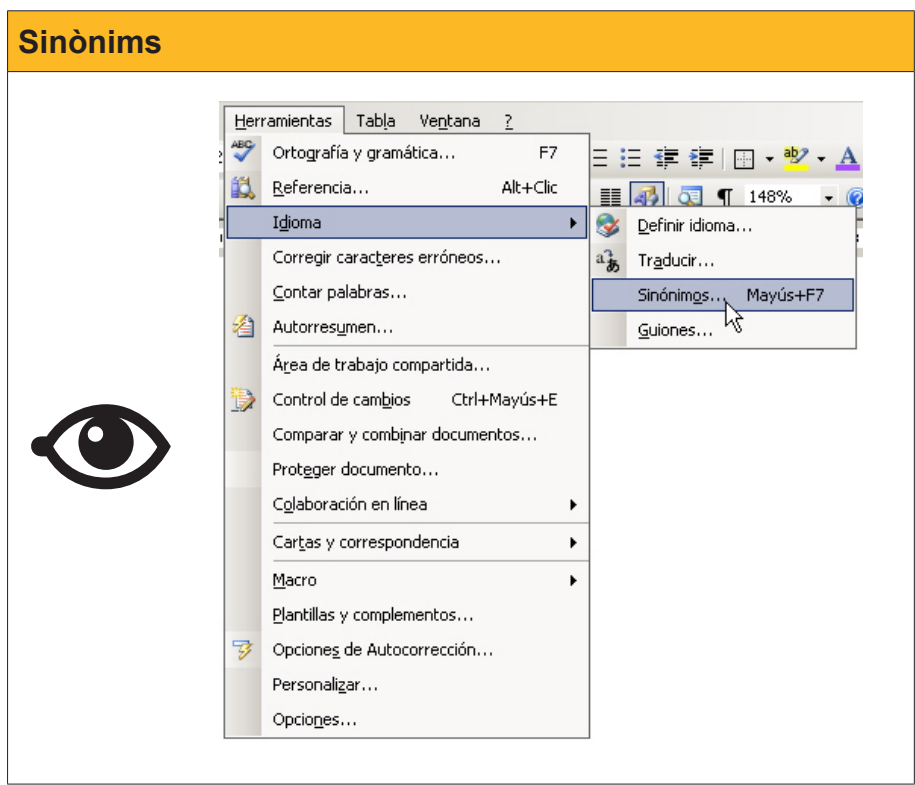 Sinònims
Herramientas Tabla Ventana ?
Ortografía y gramática... F7
Referencia... Alt+Clic
148%
Idioma
Definir idioma...
Corregir caracteres erróneos...
Traducir...
Contar palabras...
Sinónimos... Mayús+F7
Autorresumen...
Guiones...
Área de trabajo compartida...
Control de cambios Ctrl+Mayús+E
Comparar y combinar documentos...
Proteger documento...
Colaboración en línea
Cartas y correspondencia
Macro
Plantillas y complementos...
Opciones de Autocorrección...
Personalizar...
Opciones...